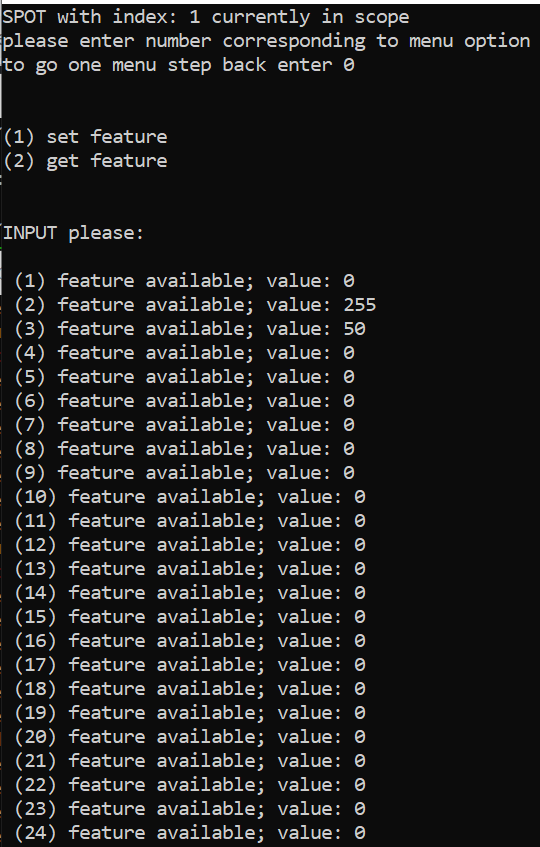 SPOT with index: 1 currently in scope
please enter number corresponding to menu option
to go one menu step back enter 0
(1) set feature
(2) get feature
INPUT please:
(1) feature available; value: 0
(2) feature available; value: 255
(3) feature available; value: 50
(4) feature available; value: 0
(5) feature available; value: 0
(6) feature available; value: 0
(7) feature available; value: 0
(8) feature available; value: 0
(9) feature available; value: 0
(10) feature available; value: 0
(11) feature available; value: 0
(12) feature available; value: 0
(13) feature available; value: 0
(14) feature available; value: 0
(15) feature available; value: 0
(16) feature available; value: 0
(17) feature available; value: 0
(18) feature available; value: 0
(19) feature available; value: 0
(20) feature available; value: 0
(21) feature available; value: 0
(22) feature available; value: 0
(23) feature available; value: 0
(24) feature available; value: 0